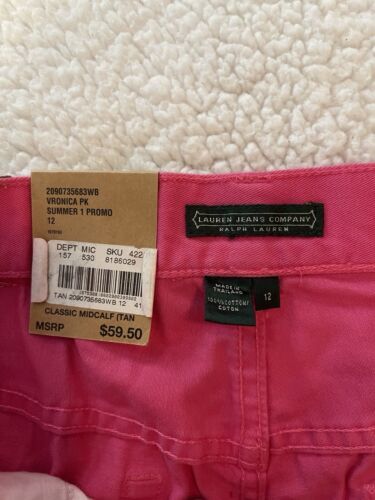 2090735683WB
VRONICA PK
SUMMER 1 PROMO
12
DEPT MIC SKU 422
157 530 8186029
TAN 2090735683WB 12 41
CLASSIC MIDCALF (TAN
MSRP $59.50
LAUREN JEANS COMPANY
RALPH LAUREN
MADE IN
THAILAND
100% COTTON/
COTON
12